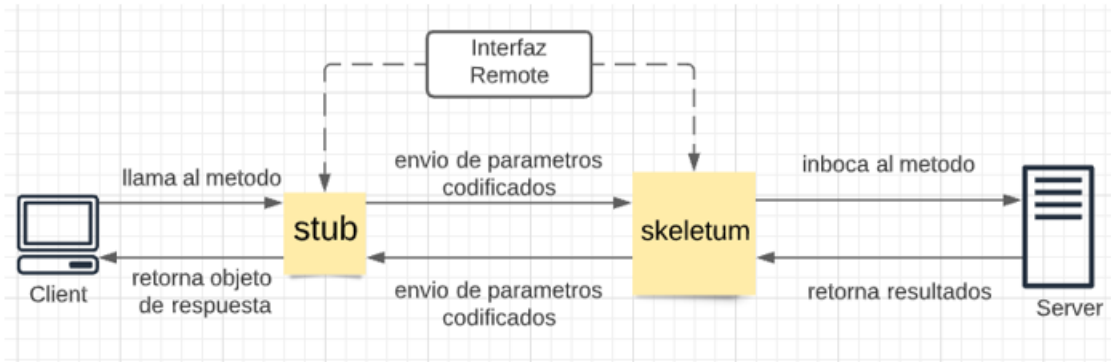 Interfaz
Remote
llama al metodo
envio de parametros
codificados
inboca al metodo
stub
skeletum
retorna objeto
de respuesta
envio de parametros
codificados
retorna resultados
Client
Server